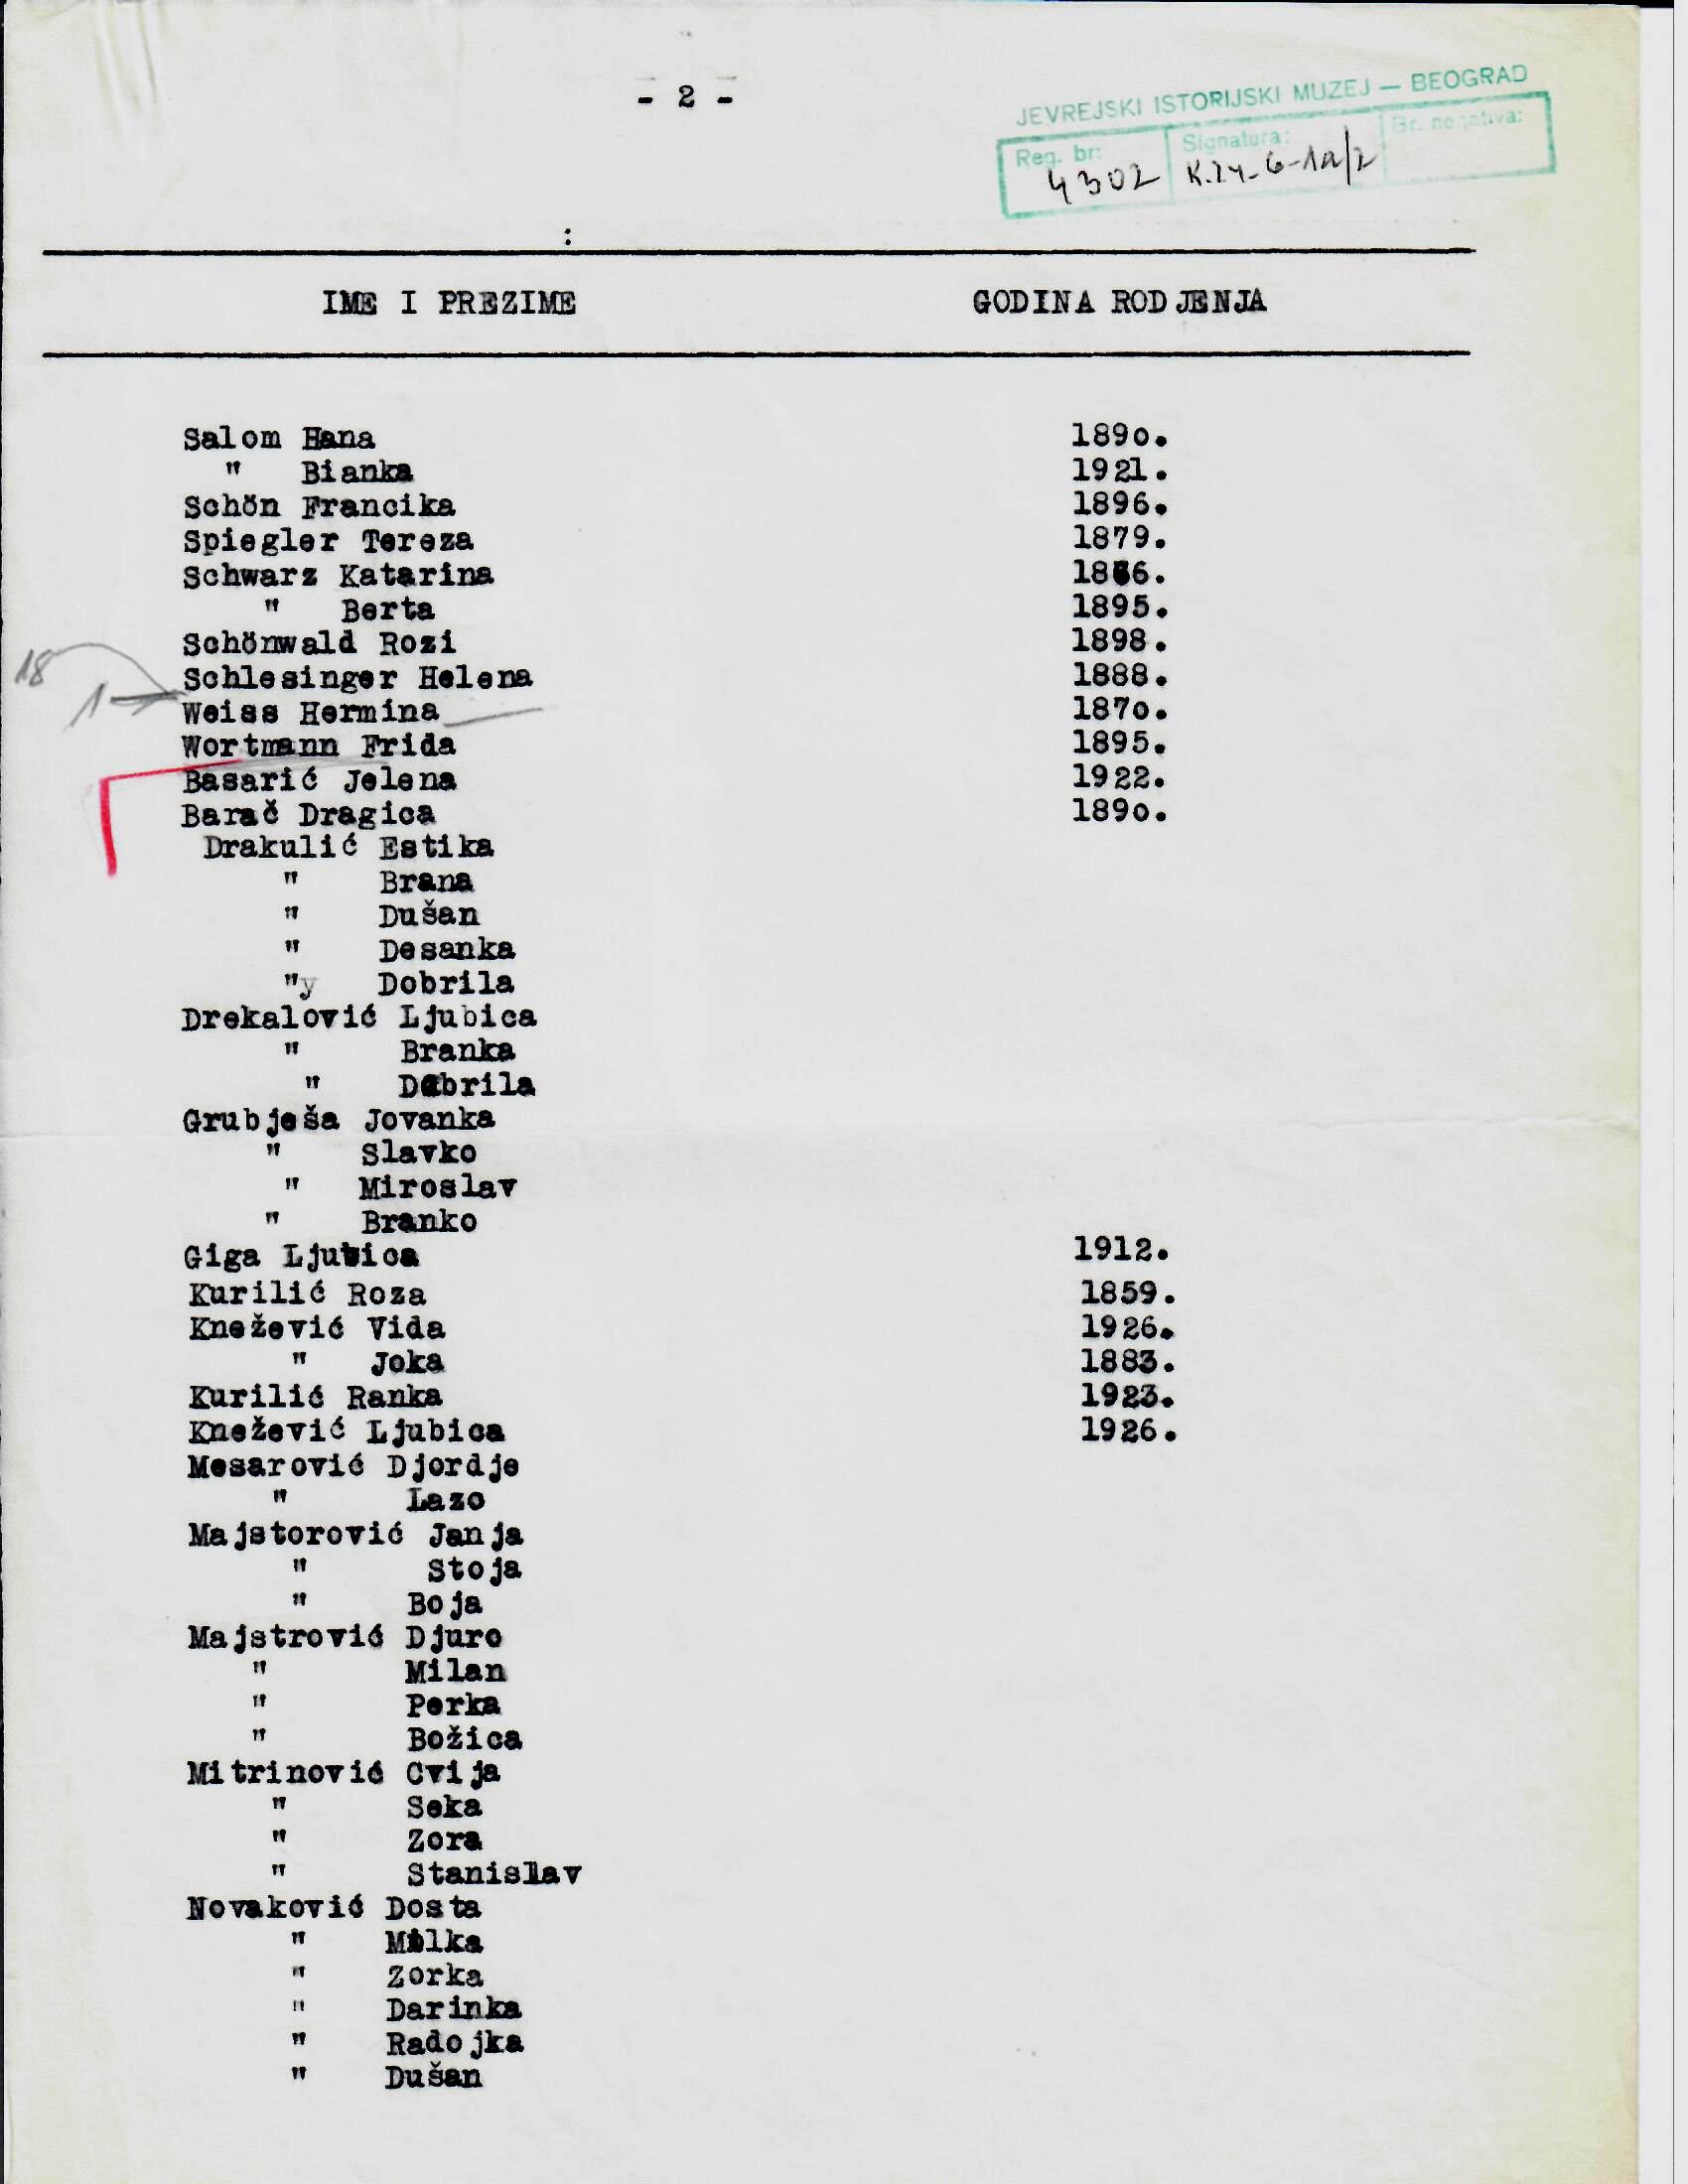 - 2 -
JEVREJSKI ISTORIJSKI MUZEJ — BEOGRAD
Reg. br: Signatura: Br. negativa:
4302 K.24-6-1a/2
:
IME I PREZIME GODINA RODJENJA
Salom Hana 1890.
" Bianka 1921.
Schön Francika 1896.
Spiegler Tereza 1879.
Schwarz Katarina
" Berta 1895.
Schönwald Rozi 1898.
18 Schlesinger Helena 1888.
1 Weiss Hermina 1870.
Wortmann Frida 1895.
Basarić Jelena 1922.
Barač Dragica 1890.
Drakulić Estika
" Brana
" Dušan
" Desanka
"y Dobrila
Drekalović Ljubica
" Branka
" Dobrila
Grubješa Jovanka
" Slavko
" Miroslav
" Branko
Giga Ljubica 1912.
Kurilić Roza 1859.
Knežević Vida 1926.
" Joka 1883.
Kurilić Ranka 1923.
Knežević Ljubica 1926.
Mesarović Djordje
" Lazo
Majstorović Janja
" Stoja
" Boja
Majstrović Djuro
" Milan
" Perka
" Božica
Mitrinović Cvija
" Seka
" Zora
" Stanislav
Novaković Dosta
" Milka
" Zorka
" Darinka
" Radojka
" Dušan